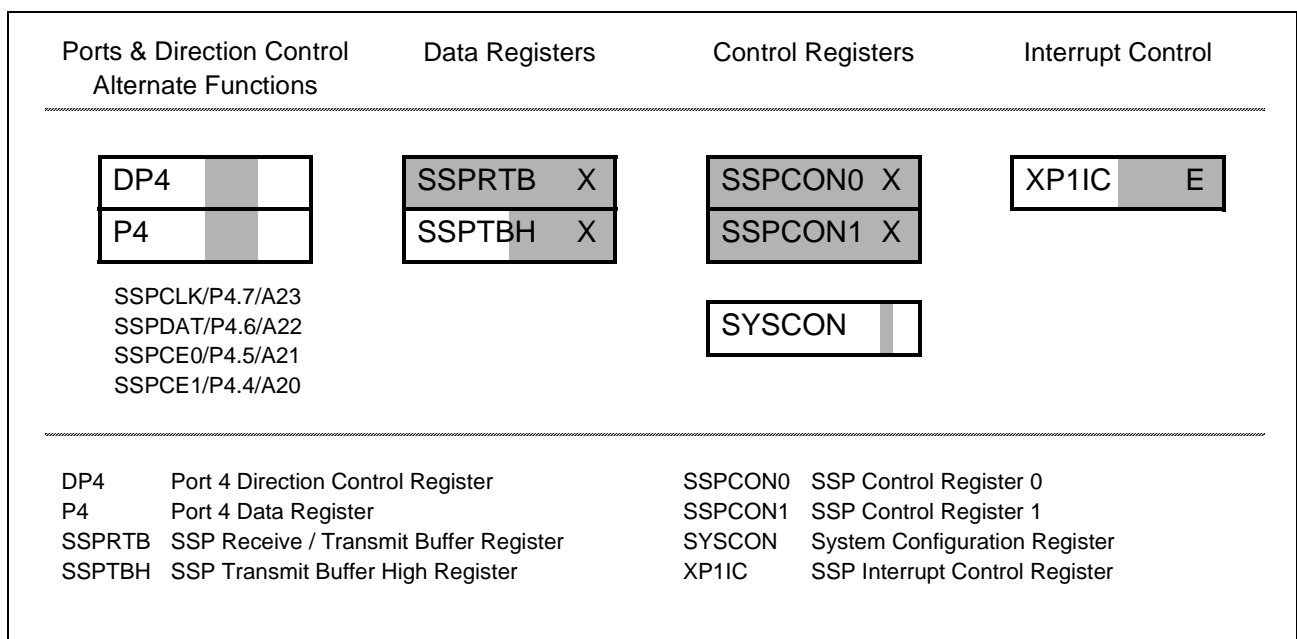 Ports & Direction Control
Alternate Functions
Data Registers
Control Registers
Interrupt Control
DP4
P4
SSPCLK/P4.7/A23
SSPDAT/P4.6/A22
SSPCE0/P4.5/A21
SSPCE1/P4.4/A20
SSPRTB X
SSPTBH X
SSPCON0 X
SSPCON1 X
SYSCON
XP1IC E
DP4 Port 4 Direction Control Register
P4 Port 4 Data Register
SSPRTB SSP Receive / Transmit Buffer Register
SSPTBH SSP Transmit Buffer High Register
SSPCON0 SSP Control Register 0
SSPCON1 SSP Control Register 1
SYSCON System Configuration Register
XP1IC SSP Interrupt Control Register